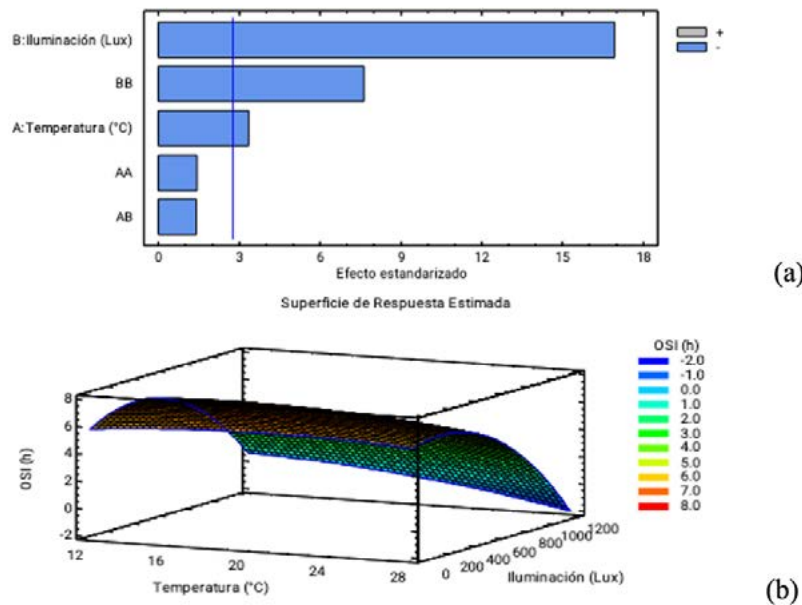 B:Iluminación (Lux)
BB
A:Temperatura (°C)
AA
AB
0 3 6 9 12 15 18
Efecto estandarizado
+
-
(a)
Superficie de Respuesta Estimada
OSI (h)
8
6
4
2
0
-2
12 16 20 24 28
Temperatura (°C)
0 200 400 600 800 1000 1200
Iluminación (Lux)
OSI (h)
-2.0
-1.0
0.0
1.0
2.0
3.0
4.0
5.0
6.0
7.0
8.0
(b)